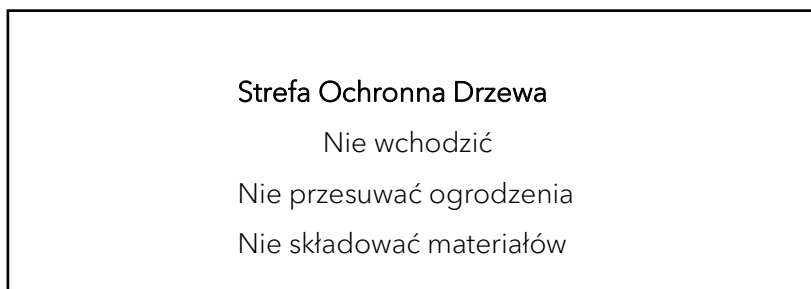 Strefa Ochronna Drzewa
Nie wchodzić
Nie przesuwać ogrodzenia
Nie składować materiałów